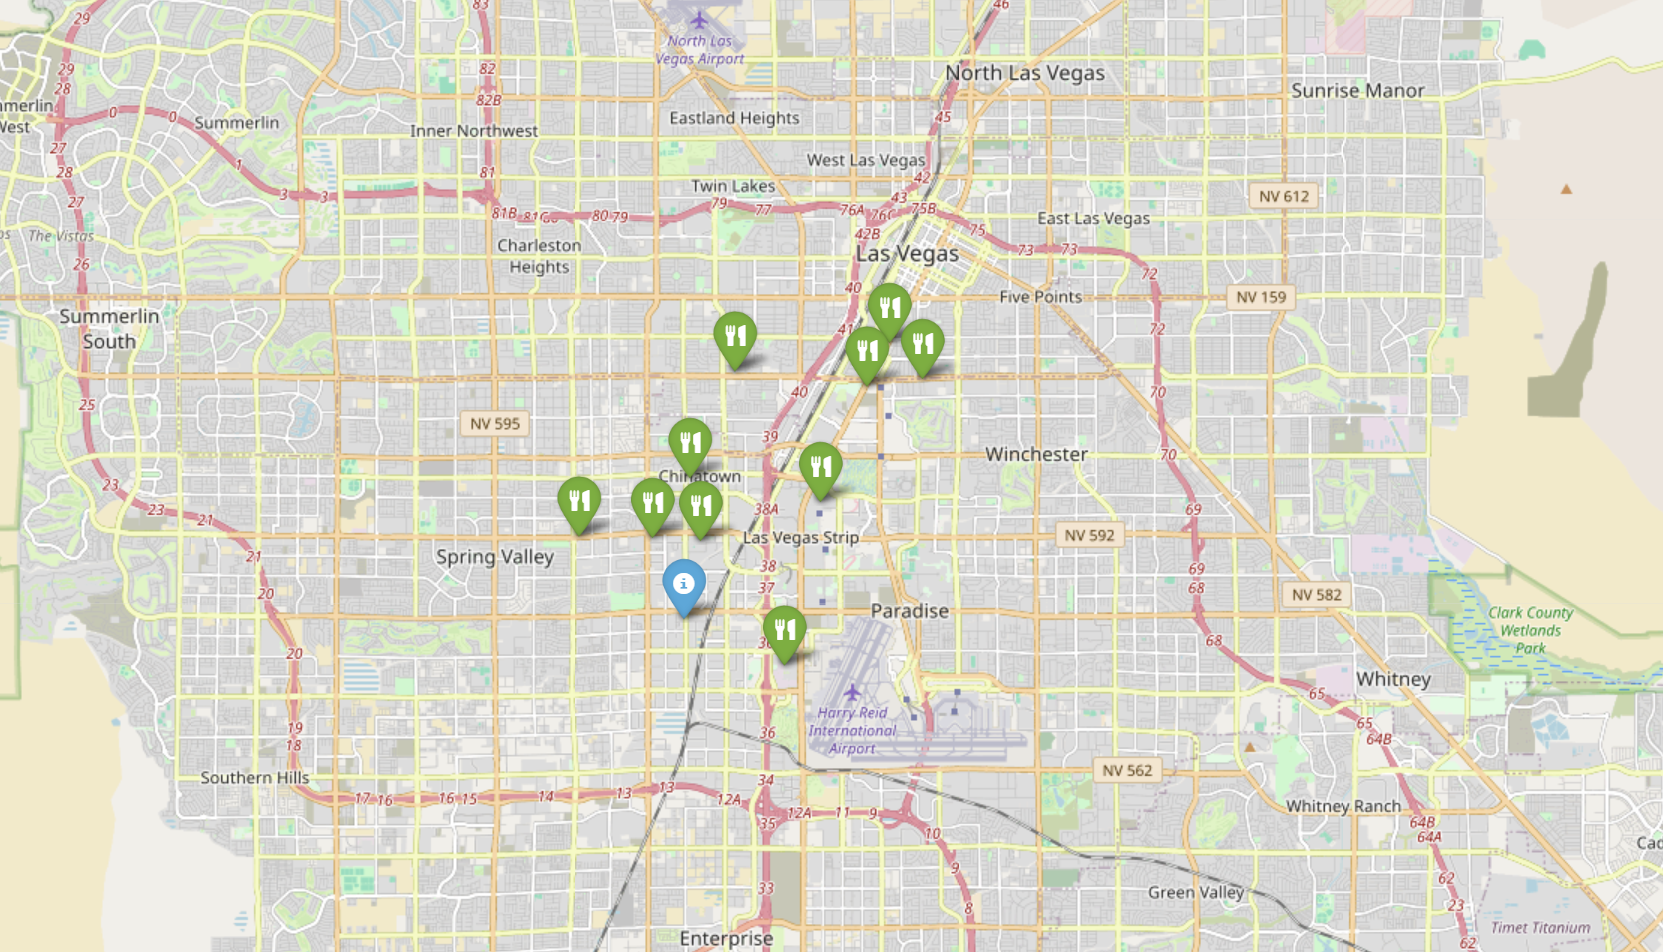 83
46
29
North Las
Vegas Airport
29
82
North Las Vegas
28
Sunrise Manor
82B
Summerlin
0
0
Eastland Heights
45
West
Inner Northwest
27
West Las Vegas
1
28
81
42
Twin Lakes
3
3
43
NV 612
27
79
77
76A
76C
75B
81B
80
79
East Las Vegas
The Vistas
42B
75
Charleston
Heights
73
73
Las Vegas
26
72
40
Five Points
NV 159
Summerlin
South
41
72
40
70
25
NV 595
39
Winchester
70
Chinatown
23
23
21
38A
69
Las Vegas Strip
NV 592
21
Spring Valley
38
69
37
68
20
NV 582
Paradise
Clark County
Wetlands
Park
68
20
Whitney
65
Harry Reid
International
Airport
65
19
36
64B
18
Southern Hills
34
NV 562
17
16
16
15
14
13
13
12A
12A
11
9
Whitney Ranch
35
10
64B
64A
Cad
9
62
33
Green Valley
8
23
Timet Titanium
Enterprise
62